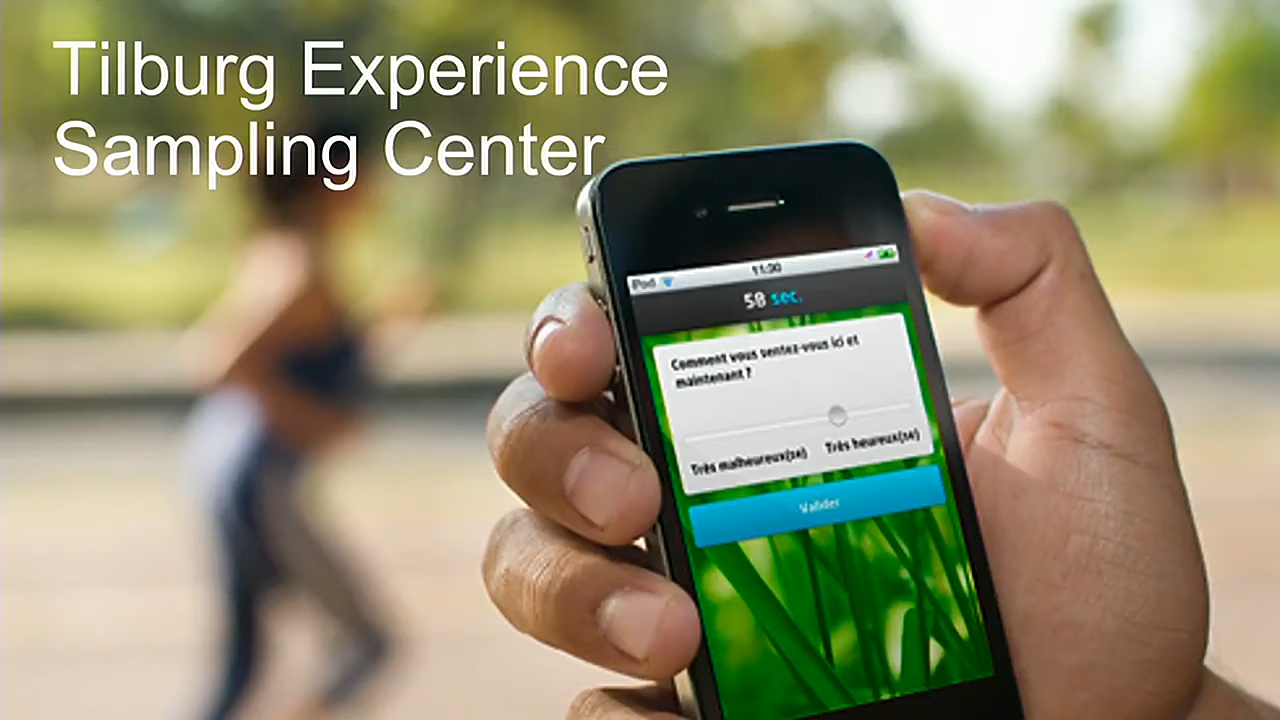 Tilburg Experience
Sampling Center
iPod 11:30
58 sec.
Comment vous sentez-vous ici et
maintenant ?
Très malheureux(se) Très heureux(se)
Valider